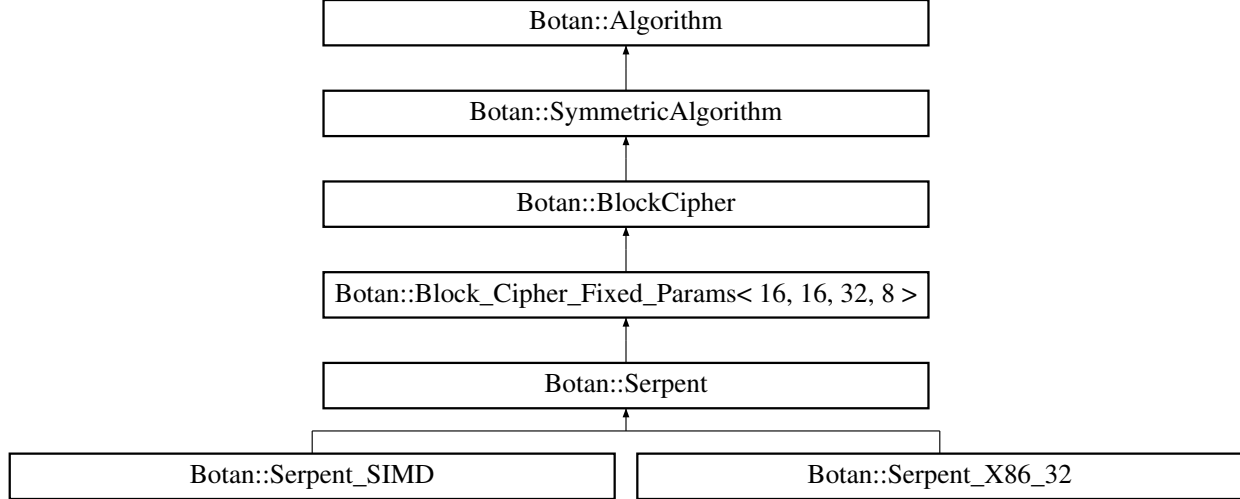 Botan::Algorithm
Botan::SymmetricAlgorithm
Botan::BlockCipher
Botan::Block_Cipher_Fixed_Params< 16, 16, 32, 8 >
Botan::Serpent
Botan::Serpent_SIMD
Botan::Serpent_X86_32